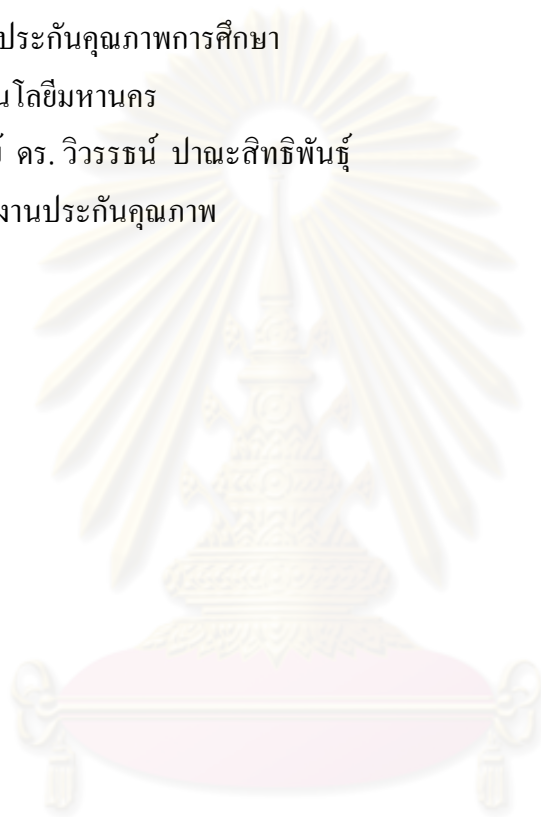 ประกันคุณภาพการศึกษา
นโลยีมหานคร
ดร. วิวรรธน์ ปาณะสิทธิพันธุ์
งานประกันคุณภาพ